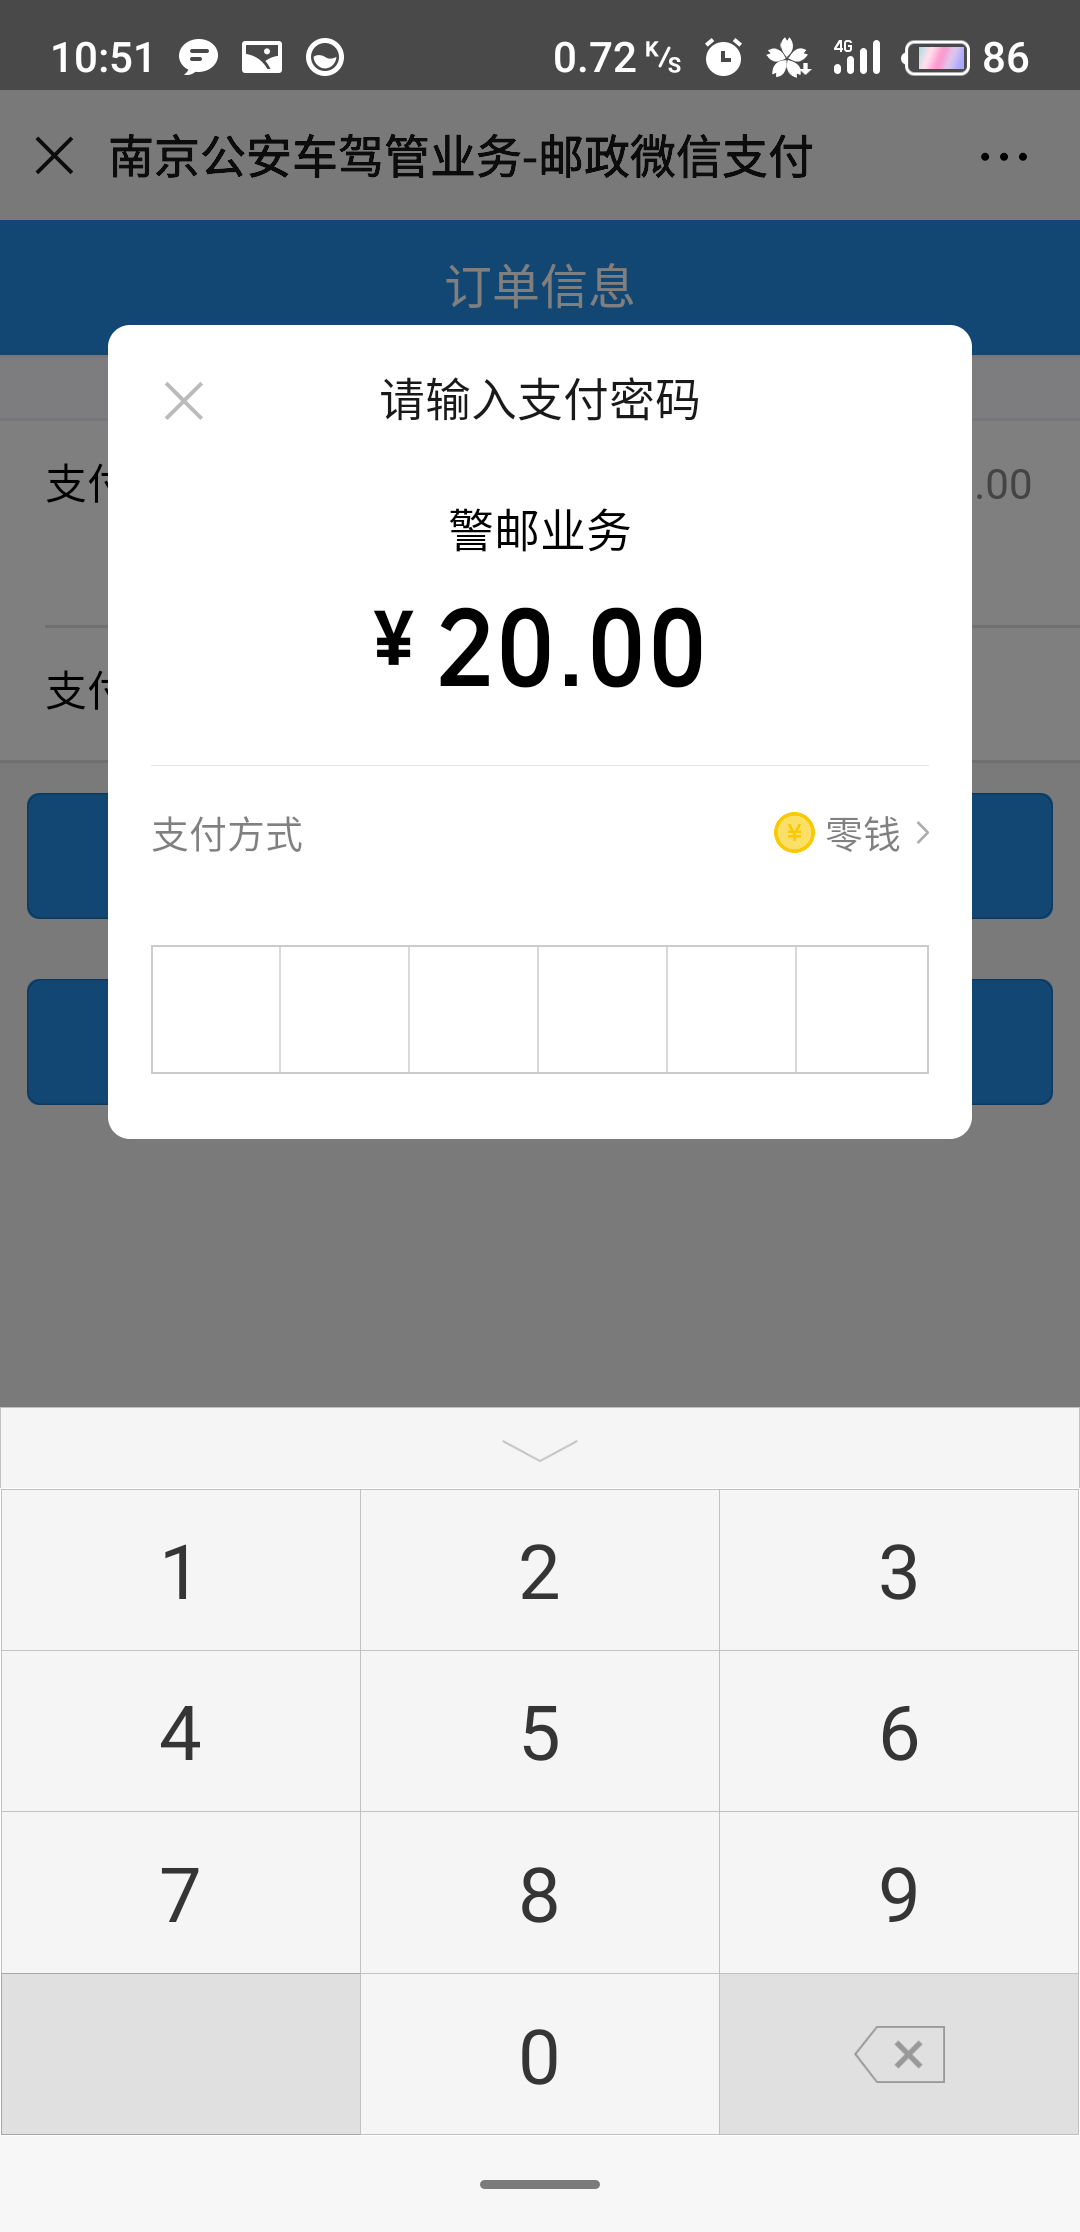 10:51 0.72 K/s 4G 86
南京公安车驾管业务-邮政微信支付
订单信息
请输入支付密码
支付 .00
警邮业务
¥ 20.00
支付
支付方式 ¥ 零钱
1 2 3
4 5 6
7 8 9
0